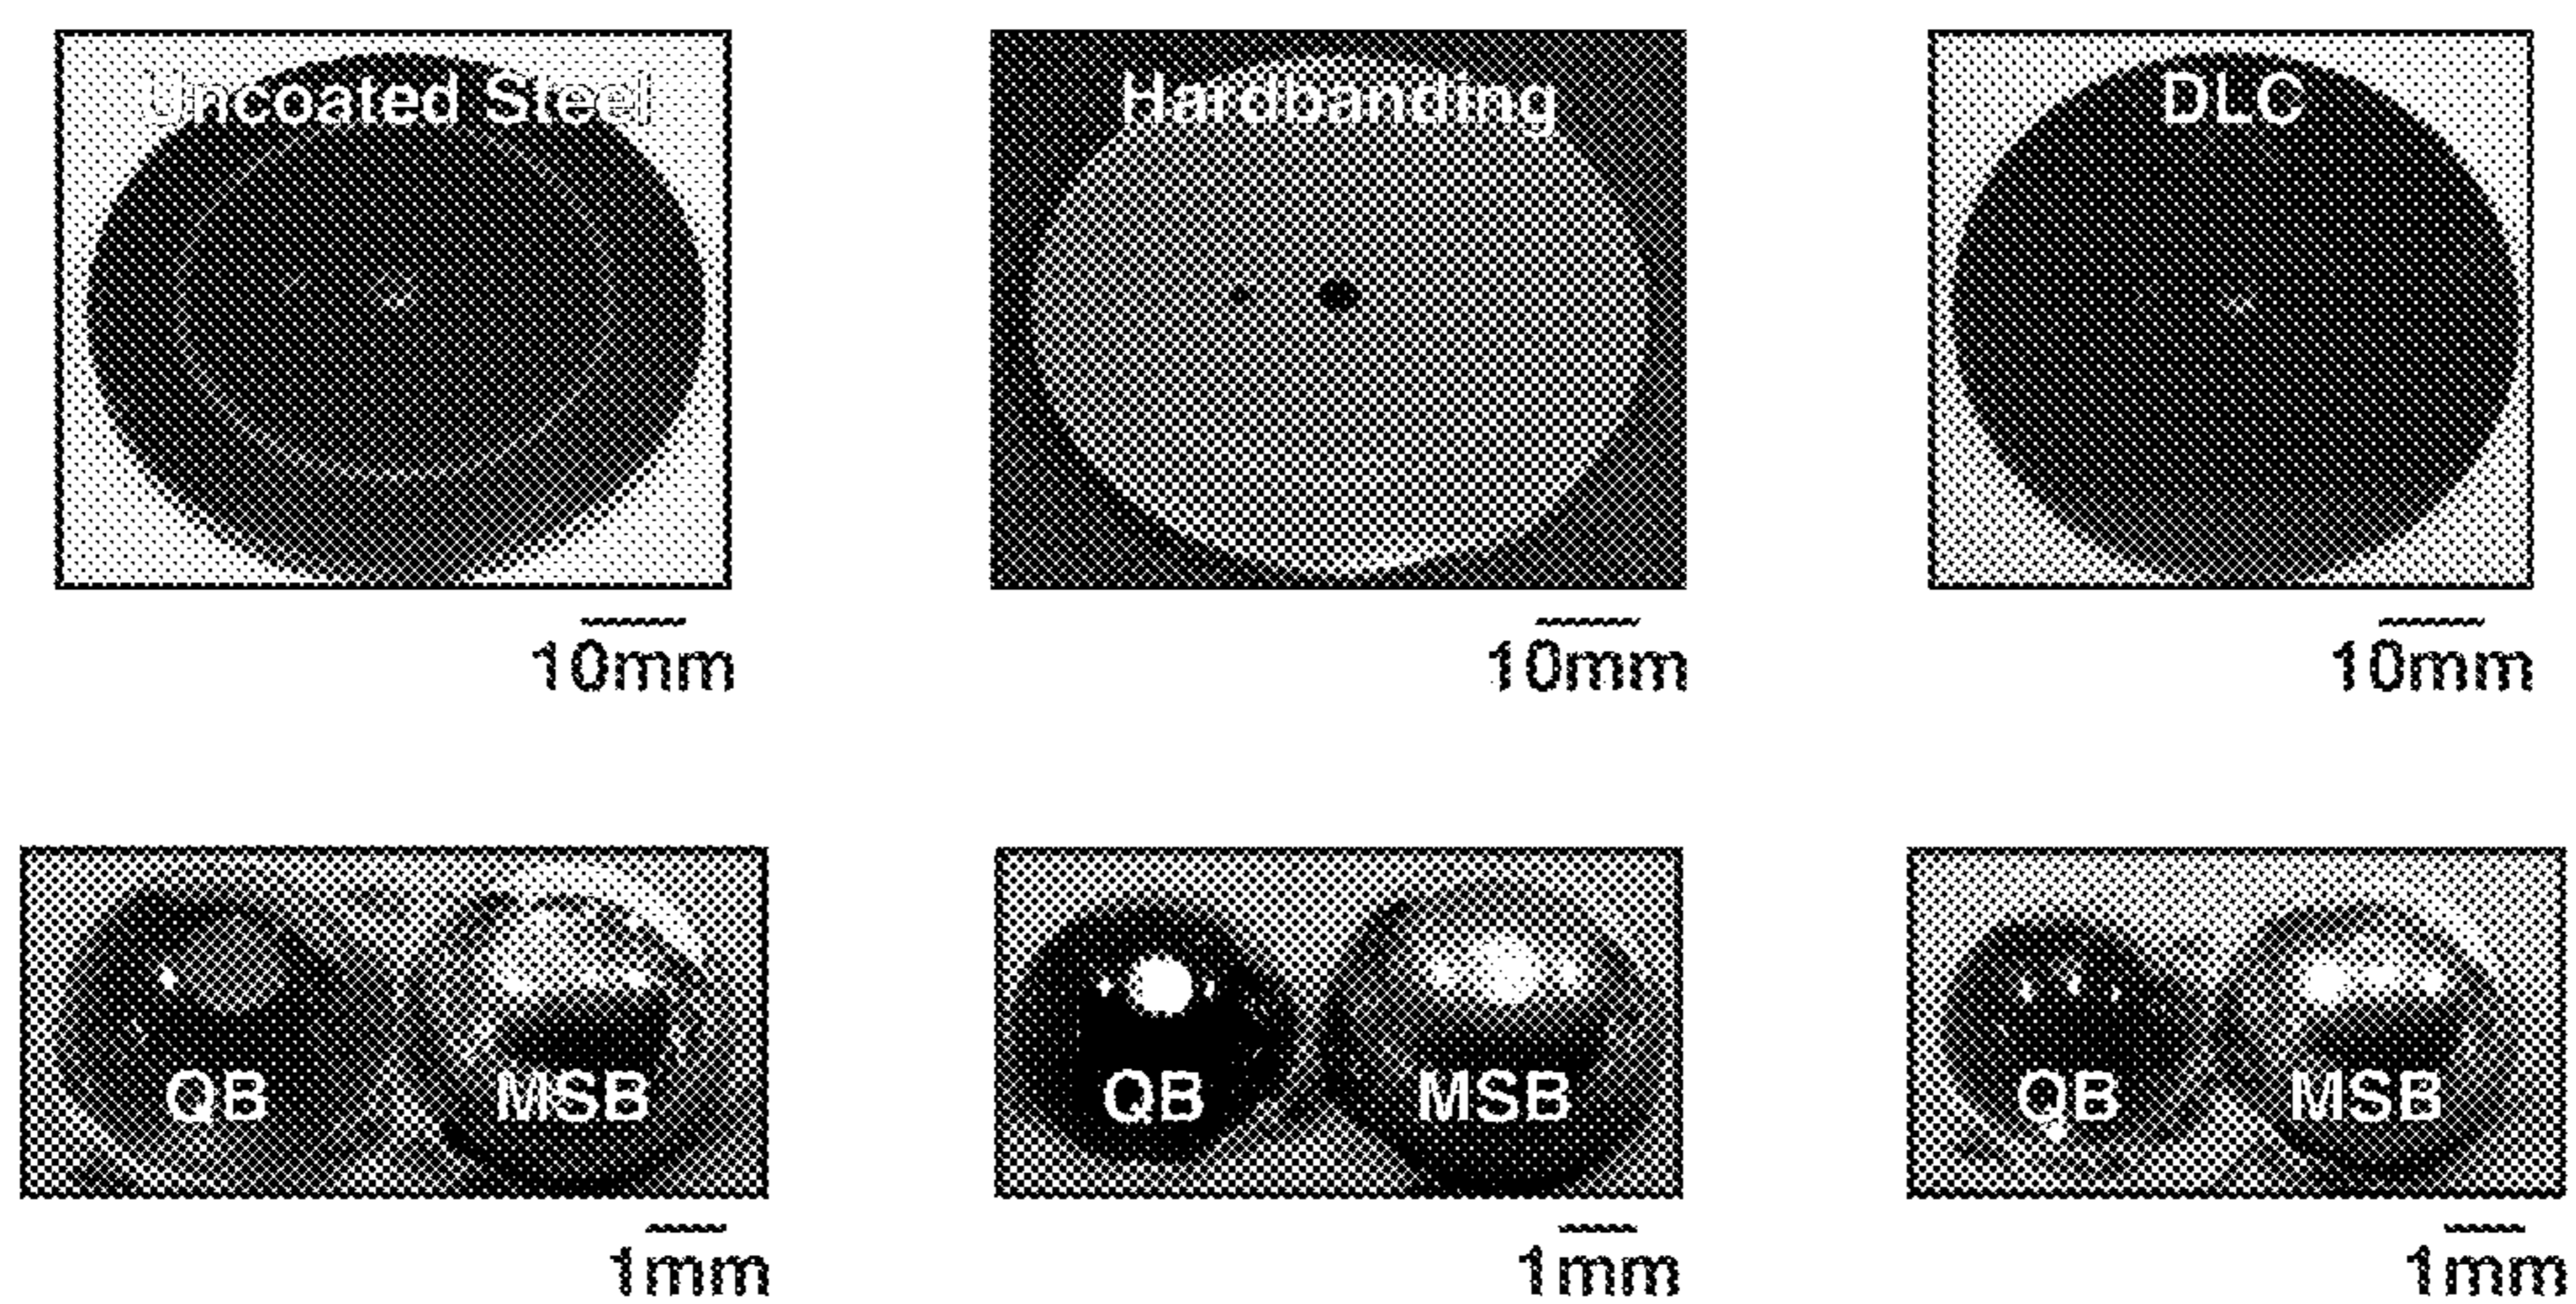 Uncoated Steel
Hardbanding
DLC
10mm
10mm
10mm
QB
MSB
QB
MSB
QB
MSB
1mm
1mm
1mm